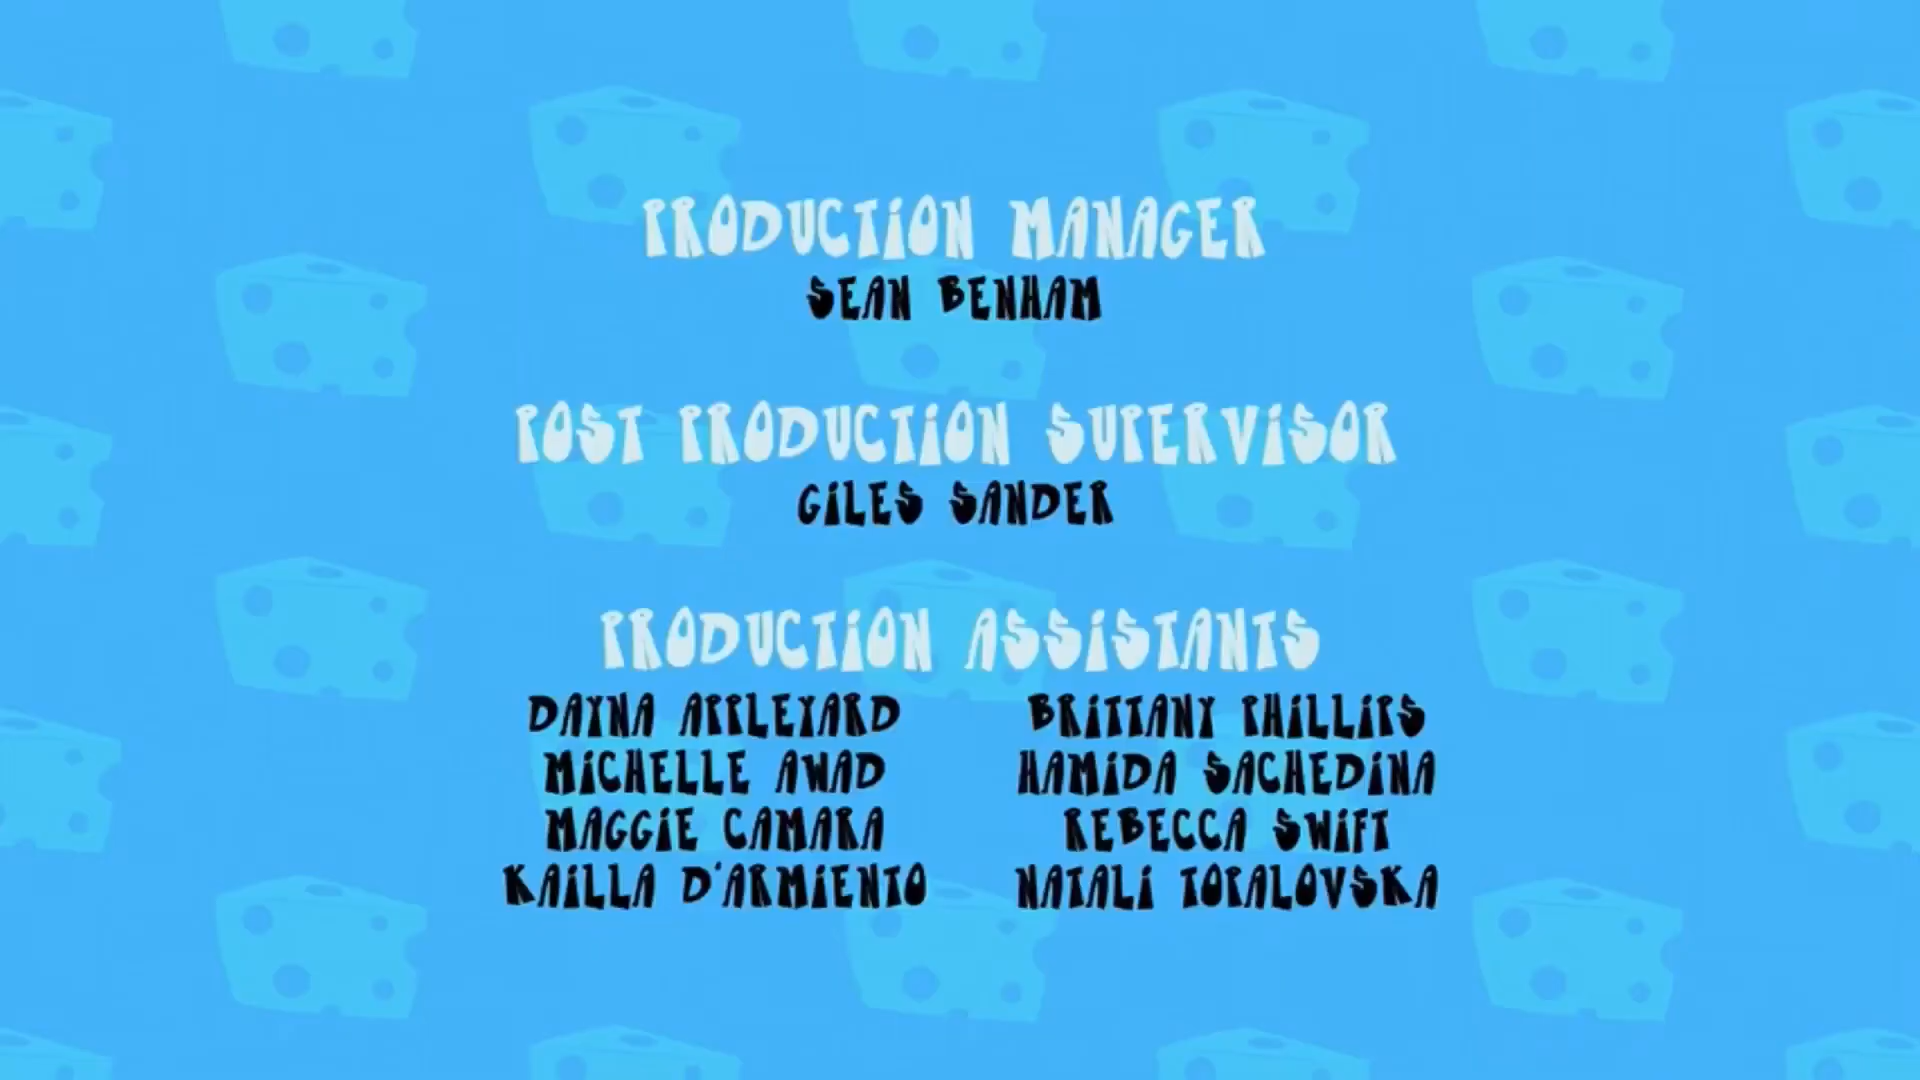 PRODUCTION MANAGER
SEAN BENHAM
POST PRODUCTION SUPERVISOR
GILES SANDER
PRODUCTION ASSISTANTS
DAYNA APPLEYARD
MICHELLE AWAD
MAGGIE CAMARA
KAILLA D'ARMIENTO
BRITTANY PHILLIPS
HAMIDA SACHEDINA
REBECCA SWIFT
NATALI TOPALOVSKA